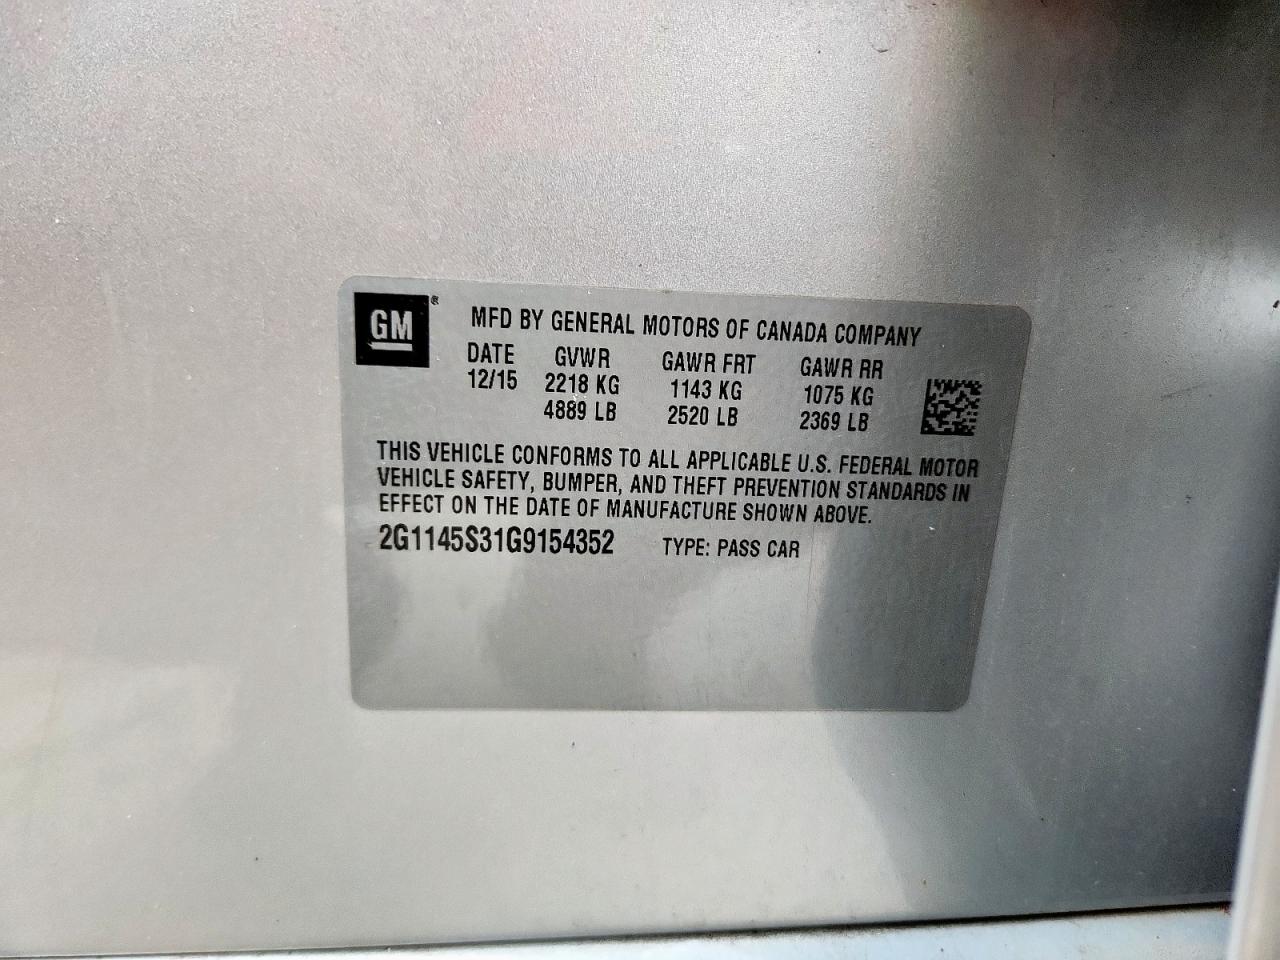 GM®
MFD BY GENERAL MOTORS OF CANADA COMPANY
DATE GVWR GAWR FRT GAWR RR
12/15 2218 KG 1143 KG 1075 KG
4889 LB 2520 LB 2369 LB
THIS VEHICLE CONFORMS TO ALL APPLICABLE U.S. FEDERAL MOTOR
VEHICLE SAFETY, BUMPER, AND THEFT PREVENTION STANDARDS IN
EFFECT ON THE DATE OF MANUFACTURE SHOWN ABOVE.
2G1145S31G9154352 TYPE: PASS CAR